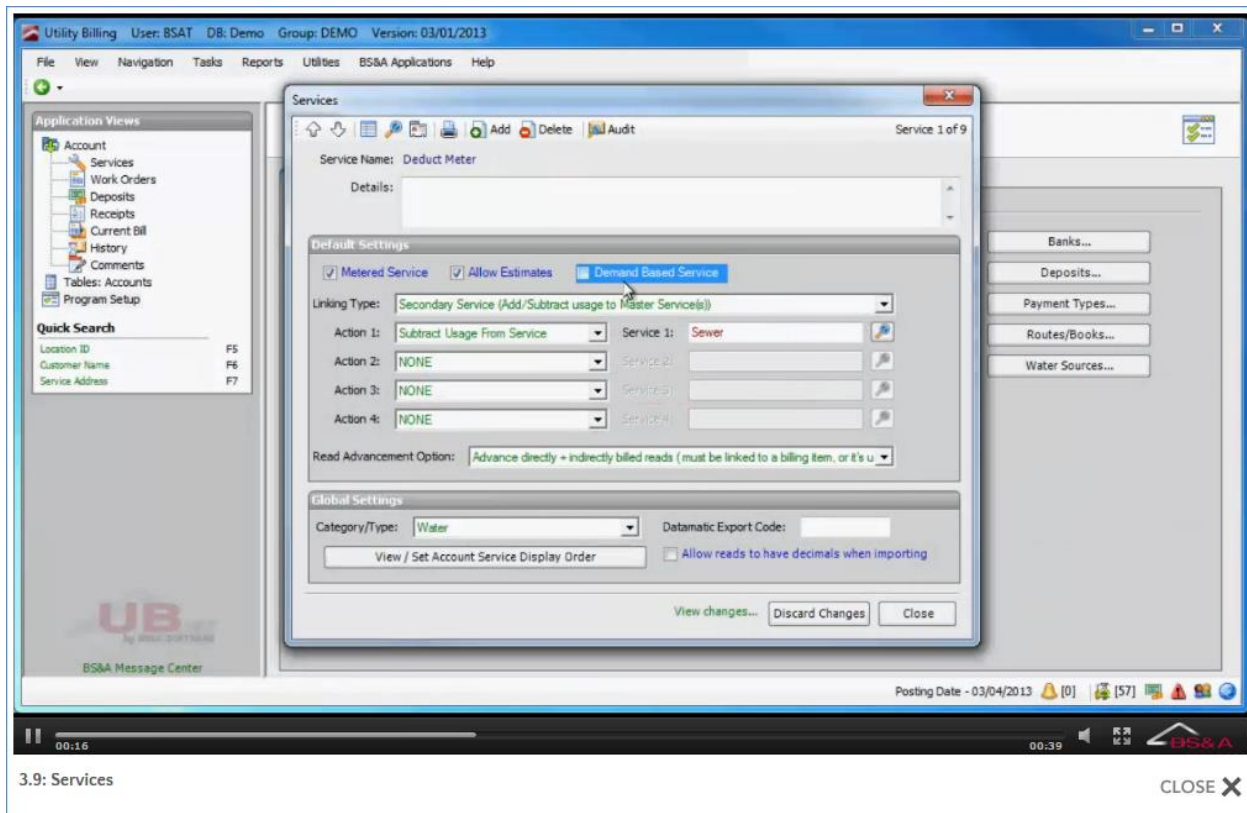 Utility Billing User: BSAT DB: Demo Group: DEMO Version: 03/01/2013
File View Navigation Tasks Reports Utilities BS&A Applications Help
Application Views
Account
Services
Work Orders
Deposits
Receipts
Current Bill
History
Comments
Tables: Accounts
Program Setup
Quick Search
Location ID F5
Customer Name F6
Service Address F7
UB
BS&A Message Center
Services
Add Delete Audit Service 1 of 9
Service Name: Deduct Meter
Details:
Default Settings
Metered Service Allow Estimates Demand Based Service
Linking Type: Secondary Service (Add/Subtract usage to Master Service(s))
Action 1: Subtract Usage From Service Service 1: Sewer
Action 2: NONE Service 2:
Action 3: NONE Service 3:
Action 4: NONE Service 4:
Read Advancement Option: Advance directly + indirectly billed reads (must be linked to a billing item, or it's u
Global Settings
Category/Type: Water Datamatic Export Code:
View / Set Account Service Display Order Allow reads to have decimals when importing
View changes... Discard Changes Close
Banks...
Deposits...
Payment Types...
Routes/Books...
Water Sources...
Posting Date - 03/04/2013 [0] [57]
00:16 00:39 BS&A
3.9: Services CLOSE